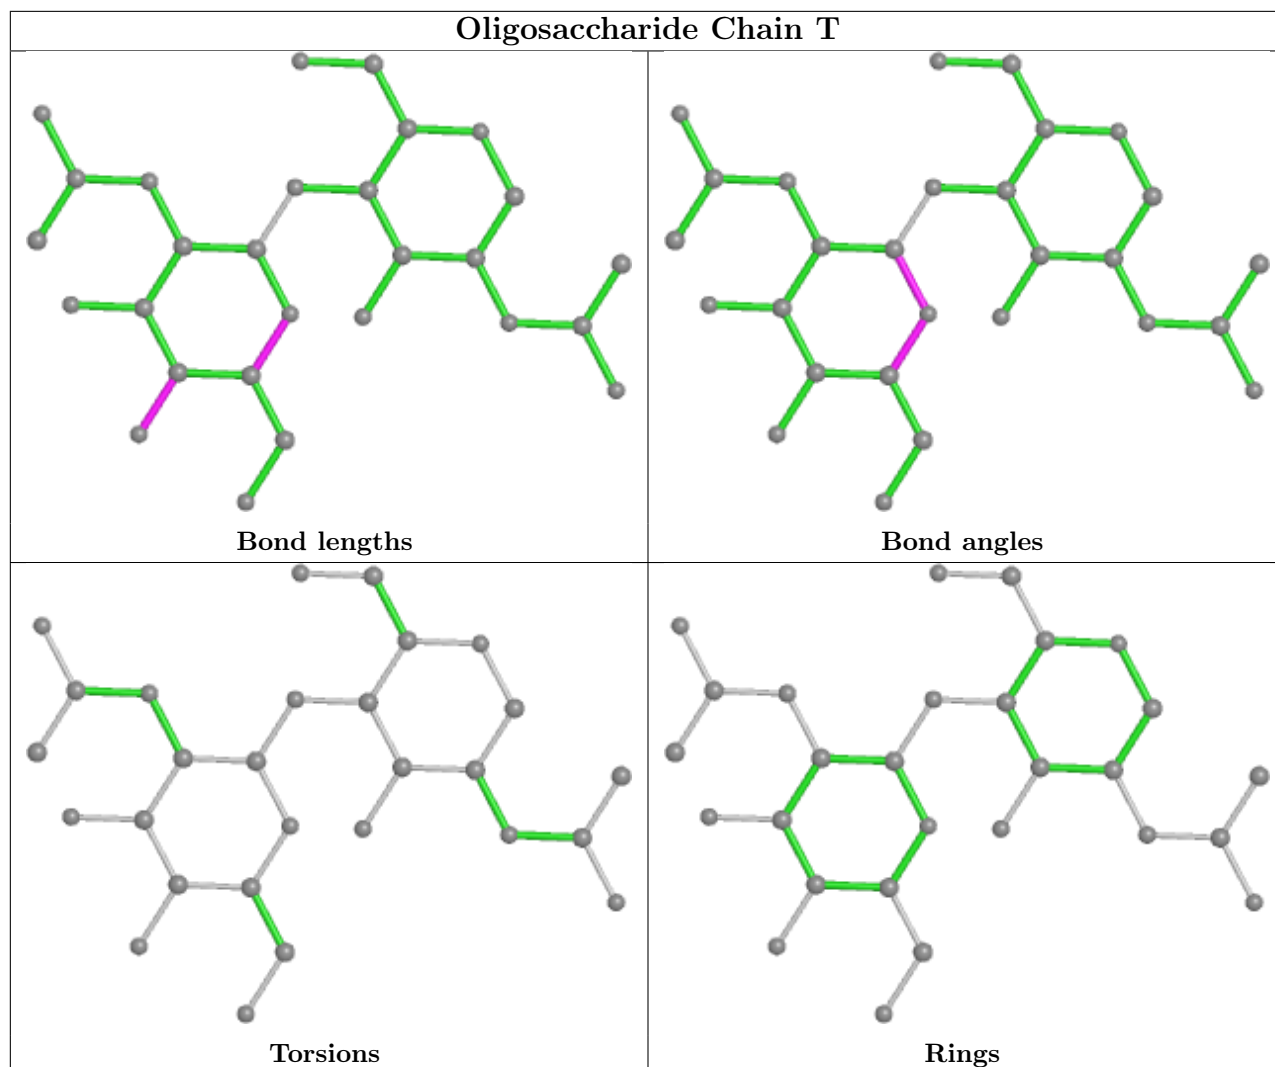 Oligosaccharide Chain T
Bond lengths
Bond angles
Torsions
Rings